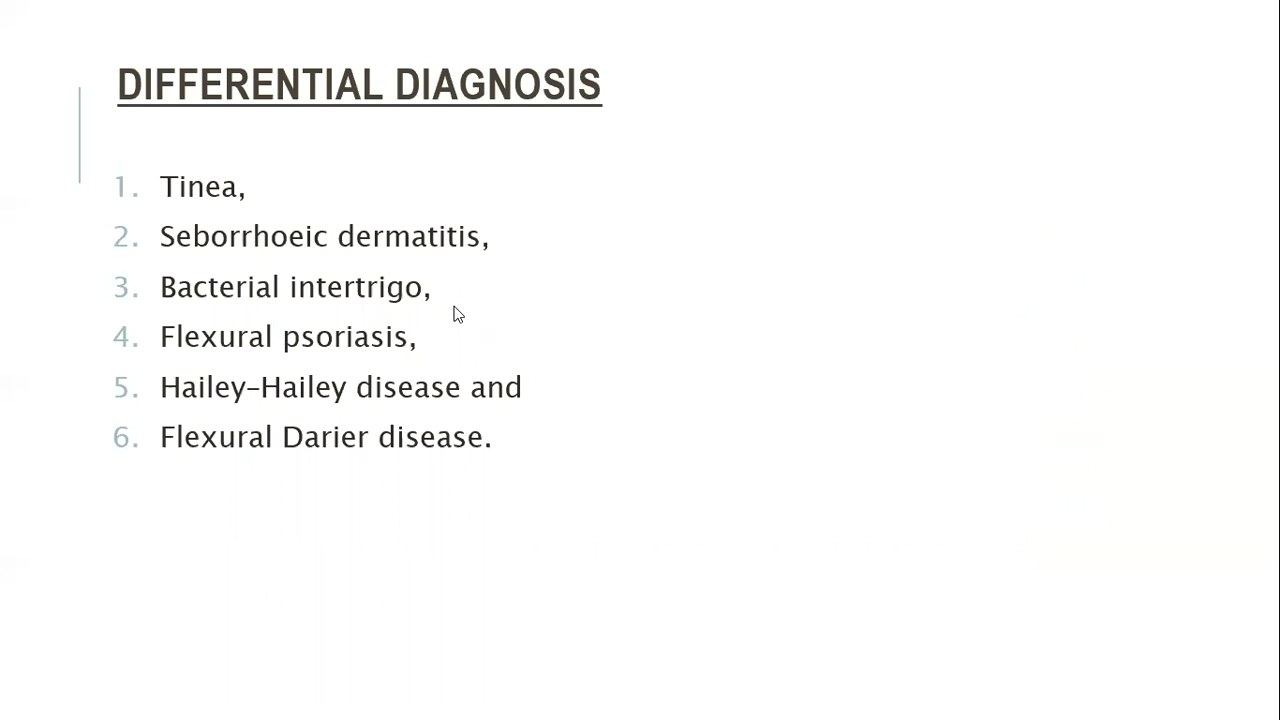 DIFFERENTIAL DIAGNOSIS
1. Tinea,
2. Seborrhoeic dermatitis,
3. Bacterial intertrigo,
4. Flexural psoriasis,
5. Hailey–Hailey disease and
6. Flexural Darier disease.